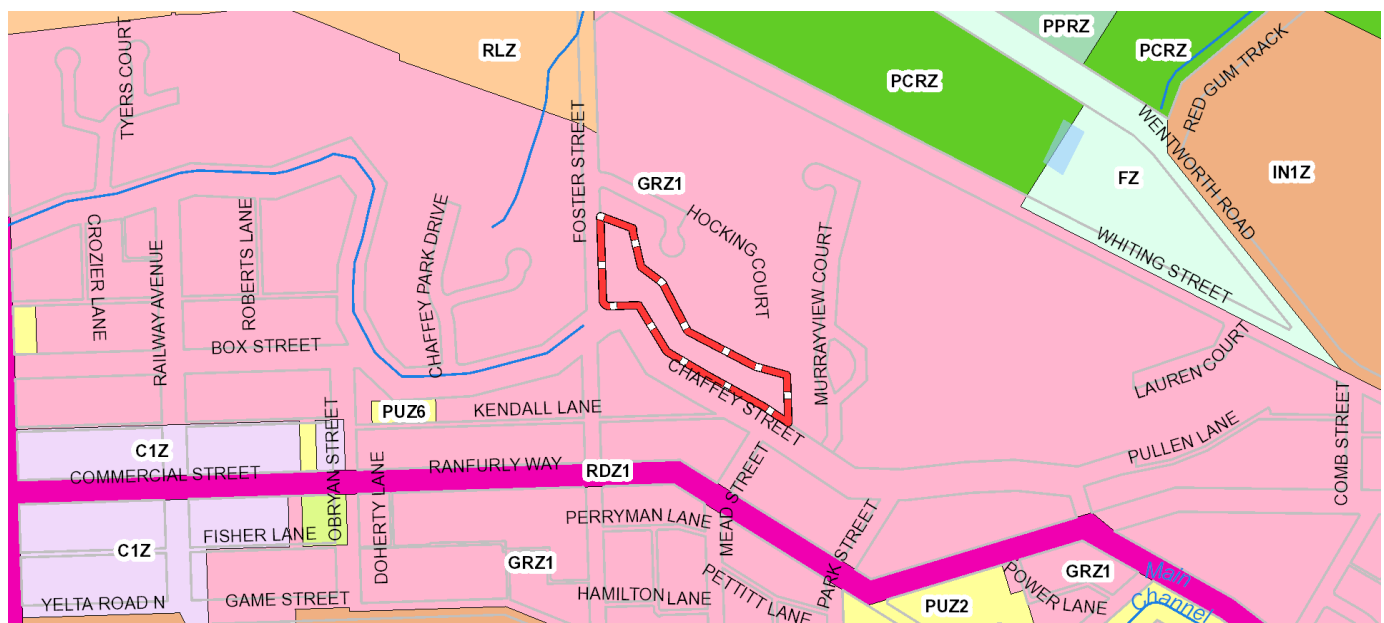 PPRZ
RLZ
PCRZ
PCRZ
RED GUM TRACK
TYERS COURT
WENTWORTH ROAD
FOSTER STREET
GRZ1
FZ
IN1Z
HOCKING COURT
MURRAYVIEW COURT
WHITING STREET
CROZIER LANE
RAILWAY AVENUE
ROBERTS LANE
CHAFFEY PARK DRIVE
BOX STREET
LAUREN COURT
CHAFFEY STREET
PUZ6
KENDALL LANE
COMB STREET
PULLEN LANE
C1Z
OBRYAN STREET
COMMERCIAL STREET
RANFURLY WAY
RDZ1
DOHERTY LANE
MEAD STREET
PERRYMAN LANE
FISHER LANE
C1Z
PARK STREET
GRZ1
GRZ1
Main
Channel
PETTITT LANE
POWER LANE
HAMILTON LANE
YELTA ROAD N
GAME STREET
PUZ2